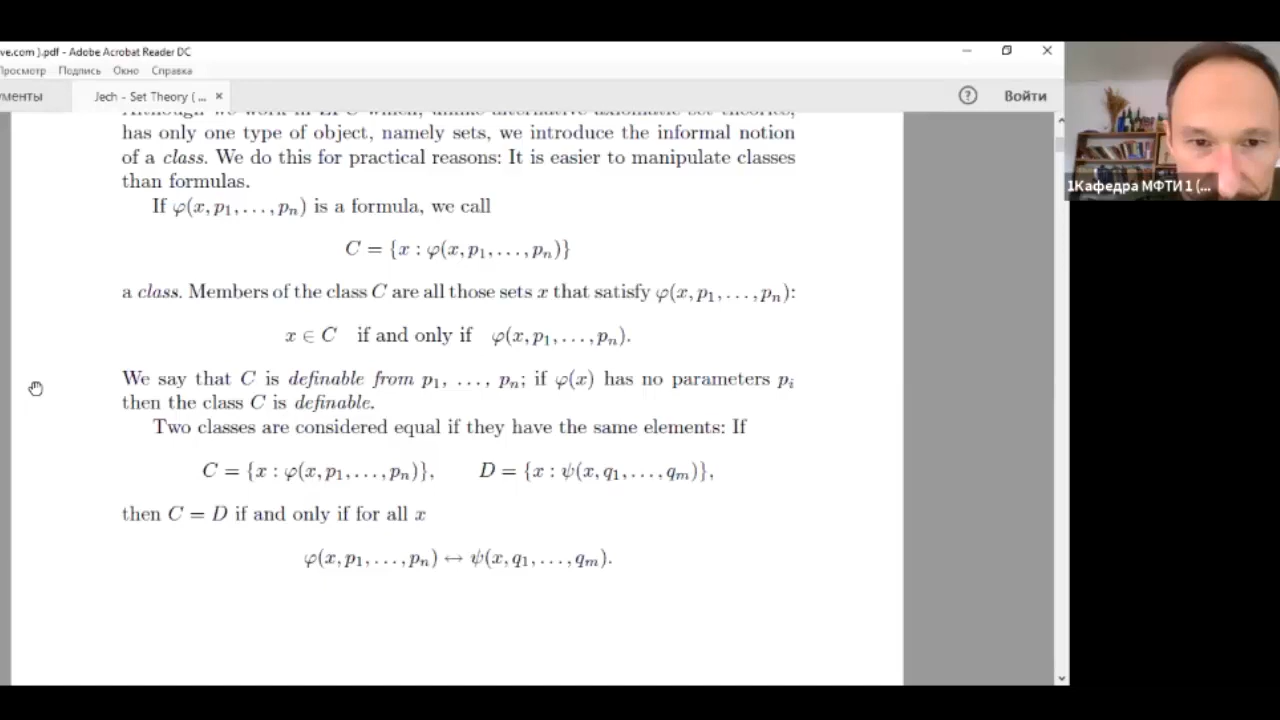 ve.com ).pdf - Adobe Acrobat Reader DC
Просмотр Подпись Окно Справка
ументы Jech - Set Theory ( ... × ? Войти
has only one type of object, namely sets, we introduce the informal notion
of a class. We do this for practical reasons: It is easier to manipulate classes
than formulas.
If φ(x, p₁, . . . , pₙ) is a formula, we call
C = {x : φ(x, p₁, . . . , pₙ)}
a class. Members of the class C are all those sets x that satisfy φ(x, p₁, . . . , pₙ):
x ∈ C if and only if φ(x, p₁, . . . , pₙ).
We say that C is definable from p₁, . . . , pₙ; if φ(x) has no parameters pᵢ
then the class C is definable.
Two classes are considered equal if they have the same elements: If
C = {x : φ(x, p₁, . . . , pₙ)}, D = {x : ψ(x, q₁, . . . , qₘ)},
then C = D if and only if for all x
φ(x, p₁, . . . , pₙ) ↔ ψ(x, q₁, . . . , qₘ).
1Кафедра МФТИ 1 (...